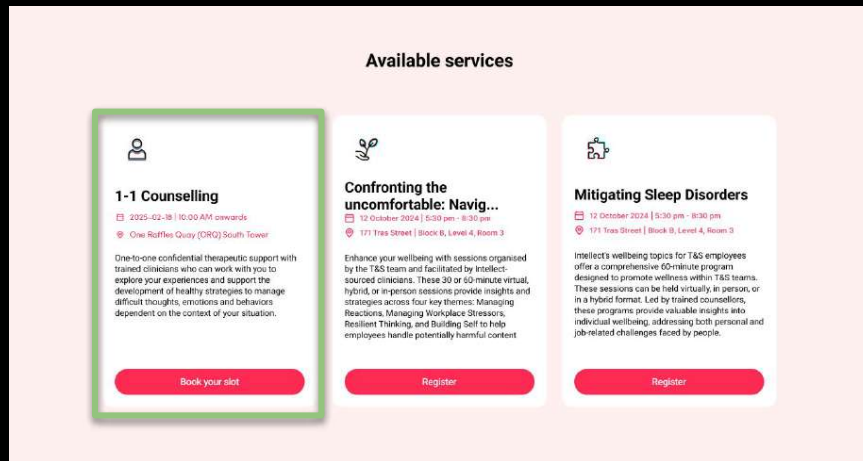 Available services
1-1 Counselling
2025-02-18 | 10:00 AM onwards
One Raffles Quay (ORQ) South Tower
One-to-one confidential therapeutic support with
trained clinicians who can work with you to
explore your experiences and support the
development of healthy strategies to manage
difficult thoughts, emotions and behaviors
dependent on the context of your situation.
Book your slot
Confronting the
uncomfortable: Navig...
12 October 2024 | 5:30 pm - 8:30 pm
171 Tras Street | Block B, Level 4, Room 3
Enhance your wellbeing with sessions organised
by the T&S team and facilitated by Intellect-
sourced clinicians. These 30 or 60-minute virtual,
hybrid, or in-person sessions provide insights and
strategies across four key themes: Managing
Reactions, Managing Workplace Stressors,
Resilient Thinking, and Building Self to help
employees handle potentially harmful content
Register
Mitigating Sleep Disorders
12 October 2024 | 5:30 pm - 8:30 pm
171 Tras Street | Block B, Level 4, Room 3
Intellect's wellbeing topics for T&S employees
offer a comprehensive 60-minute program
designed to promote wellness within T&S teams.
These sessions can be held virtually, in person, or
in a hybrid format. Led by trained counsellors,
these programs provide valuable insights into
individual wellbeing, addressing both personal and
job-related challenges faced by people.
Register